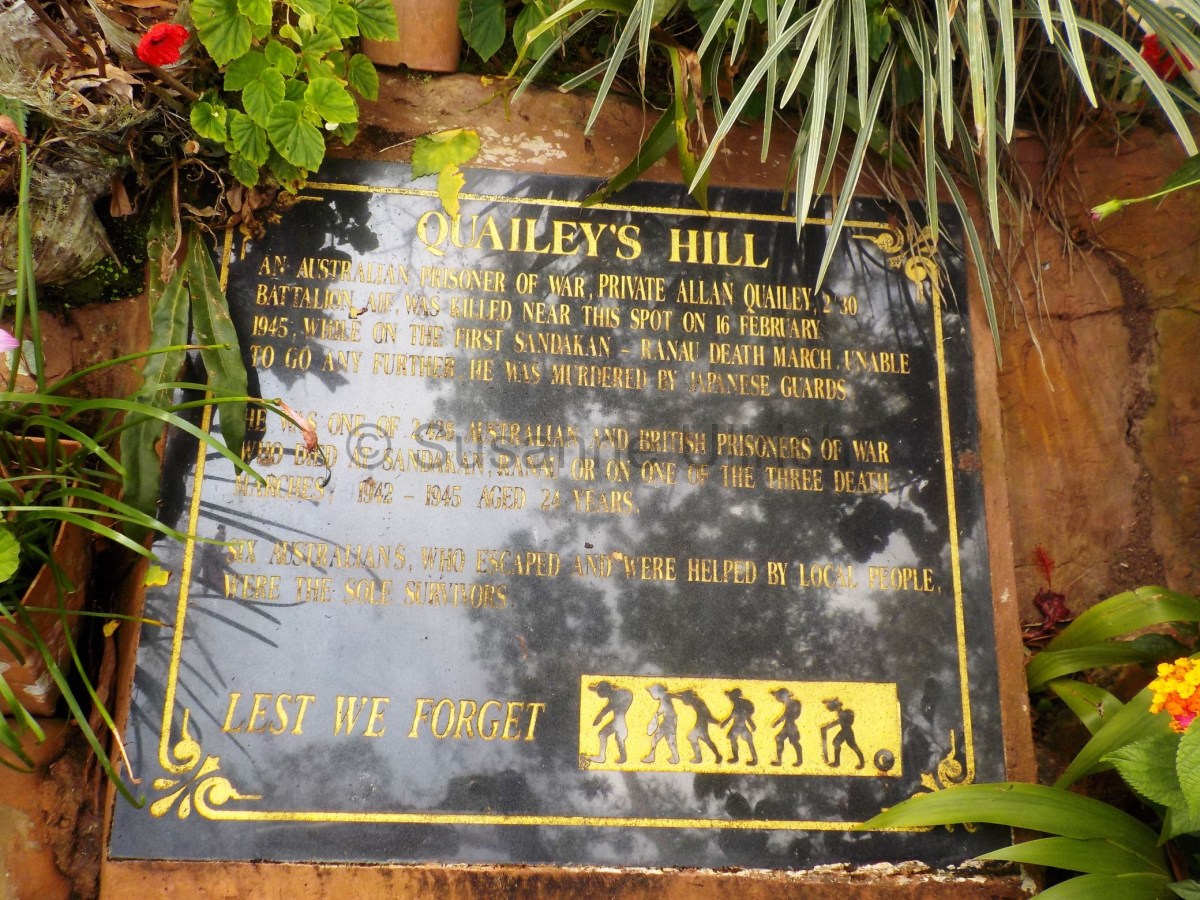 QUAILEY'S HILL
AN AUSTRALIAN PRISONER OF WAR, PRIVATE ALLAN QUAILEY, 2 30
BATTALION AIF, WAS KILLED NEAR THIS SPOT ON 16 FEBRUARY
1945, WHILE ON THE FIRST SANDAKAN - RANAU DEATH MARCH. UNABLE
TO GO ANY FURTHER, HE WAS MURDERED BY JAPANESE GUARDS
HE WAS ONE OF AUSTRALIAN AND BRITISH PRISONERS OF WAR
WHO DIED AT SANDAKAN, RANAU OR ON ONE OF THE THREE DEATH
MARCHES, 1942 - 1945 AGED 24 YEARS.
SIX AUSTRALIANS, WHO ESCAPED AND WERE HELPED BY LOCAL PEOPLE,
WERE THE SOLE SURVIVORS
LEST WE FORGET